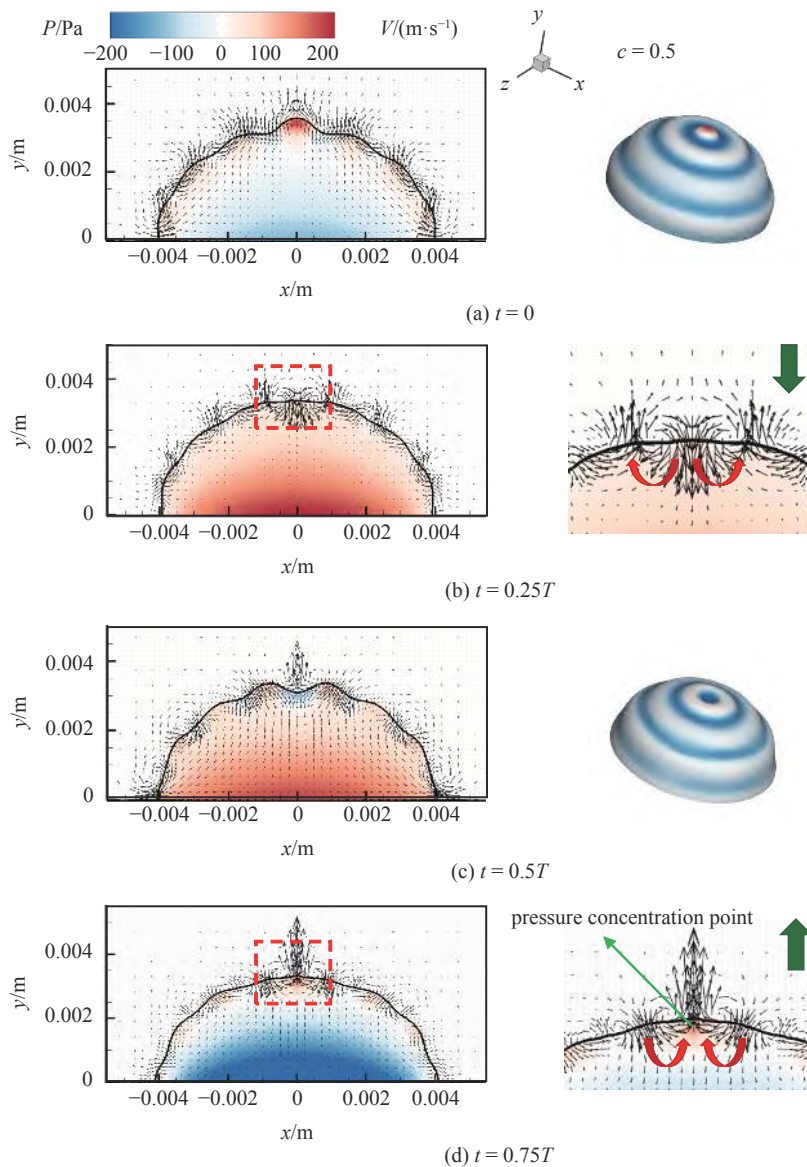 P/Pa
V/(m·s⁻¹)
−200 −100 0 100 200
y
z
x
c = 0.5
y/m
0.004
0.002
0
−0.004 −0.002 0 0.002 0.004
x/m
(a) t = 0
y/m
0.004
0.002
0
−0.004 −0.002 0 0.002 0.004
x/m
(b) t = 0.25T
y/m
0.004
0.002
0
−0.004 −0.002 0 0.002 0.004
x/m
(c) t = 0.5T
pressure concentration point
y/m
0.004
0.002
0
−0.004 −0.002 0 0.002 0.004
x/m
(d) t = 0.75T